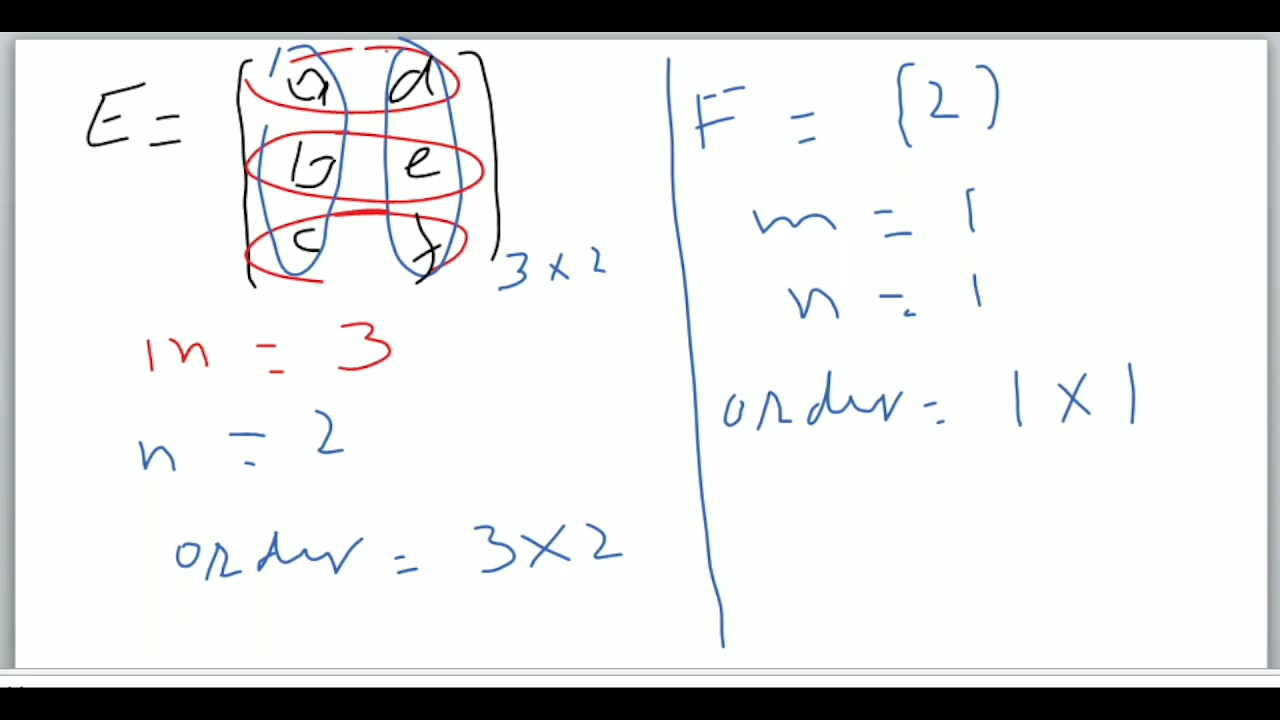 E = [ a d
b e
c f ] 3 × 2
m = 3
n = 2
order = 3 × 2
F = [2]
m = 1
n = 1
order = 1 × 1